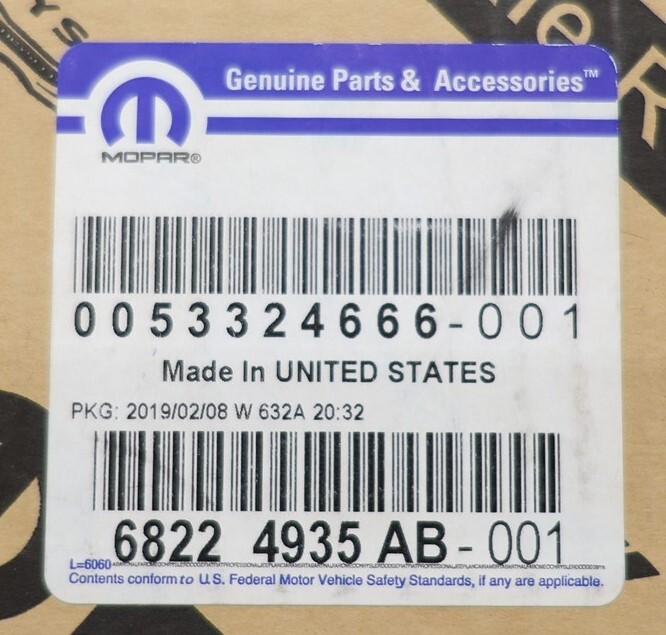 YS
Genuine Parts & Accessories™
MOPAR®
0053324666-001
Made In UNITED STATES
PKG: 2019/02/08 W 632A 20:32
6822 4935 AB-001
L=6060
Contents conform to U.S. Federal Motor Vehicle Safety Standards, if any are applicable.